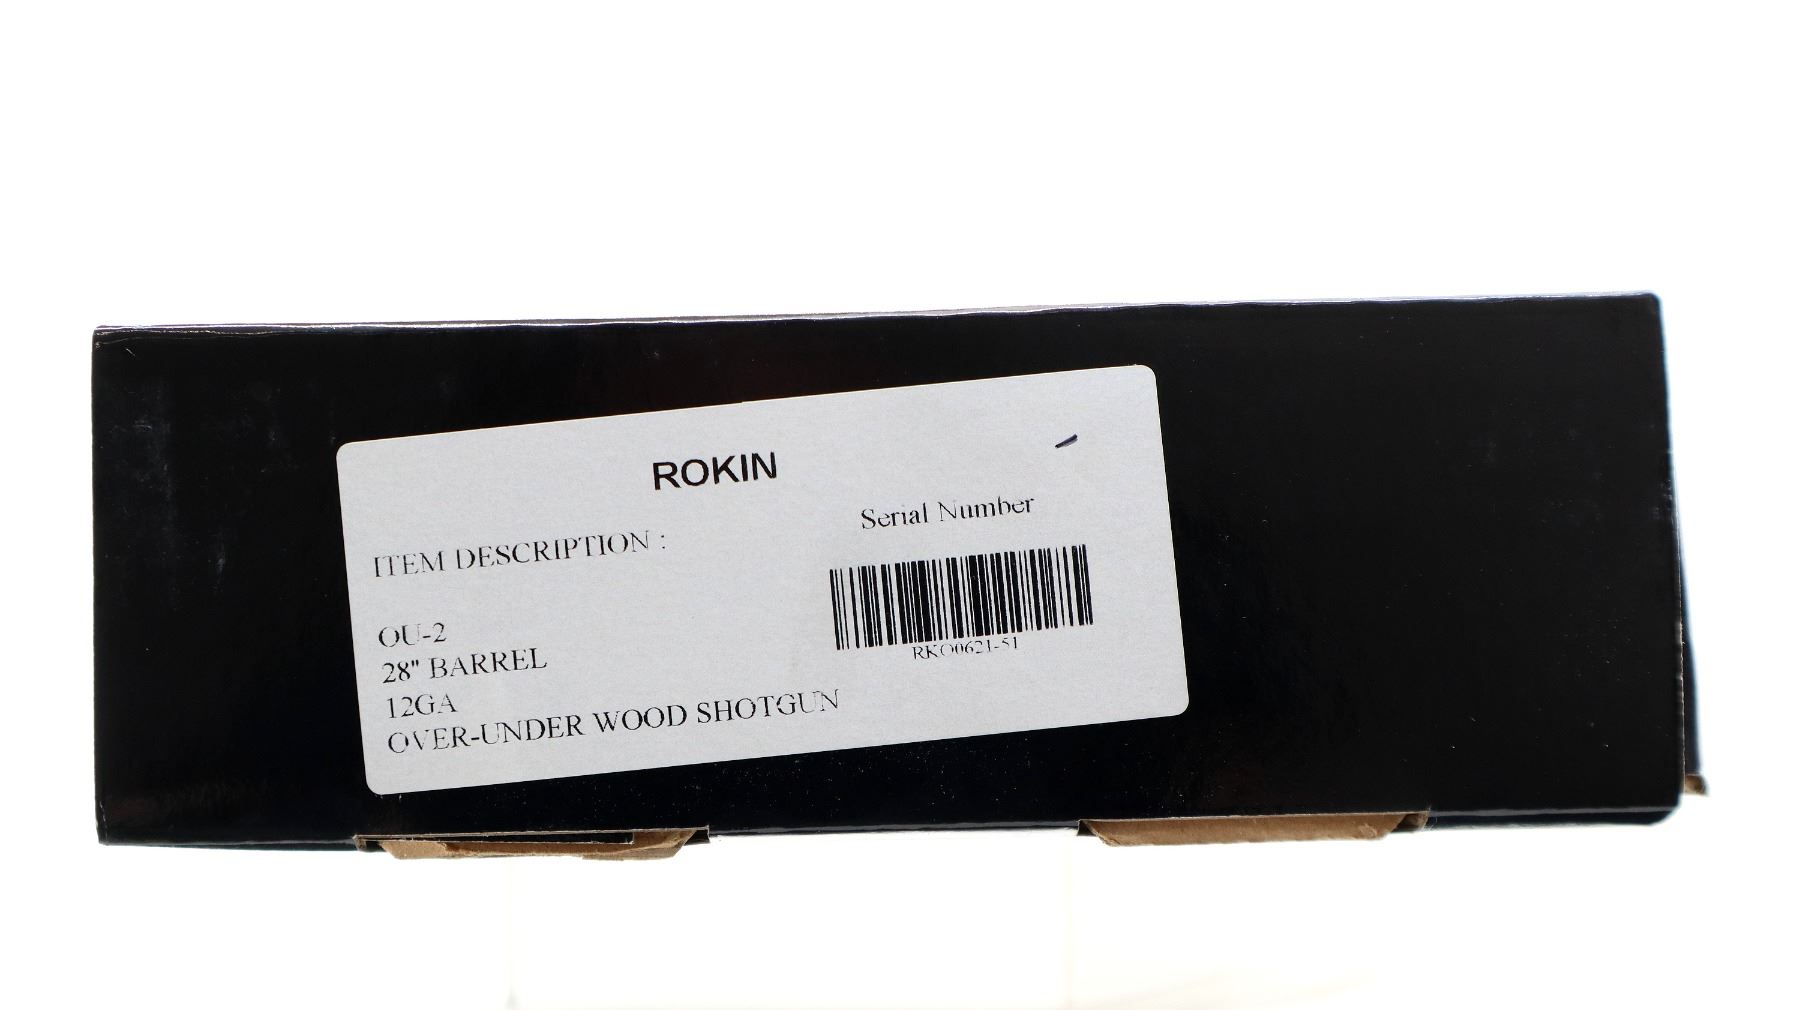 ROKIN
Serial Number
ITEM DESCRIPTION :
RKO0621-51
OU-2
28" BARREL
12GA
OVER-UNDER WOOD SHOTGUN